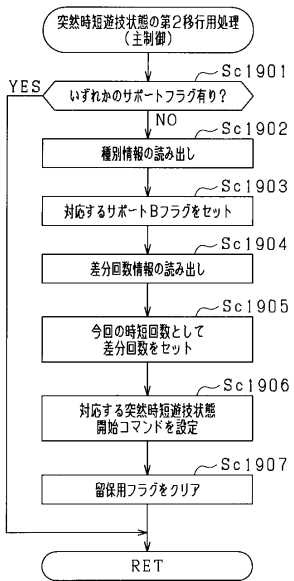 突然時短遊技状態の第2移行用処理
(主制御)
Sc1901
YES
いずれかのサポートフラグ有り?
NO
Sc1902
種別情報の読み出し
Sc1903
対応するサポートBフラグをセット
Sc1904
差分回数情報の読み出し
Sc1905
今回の時短回数として
差分回数をセット
Sc1906
対応する突然時短遊技状態
開始コマンドを設定
Sc1907
留保用フラグをクリア
RET